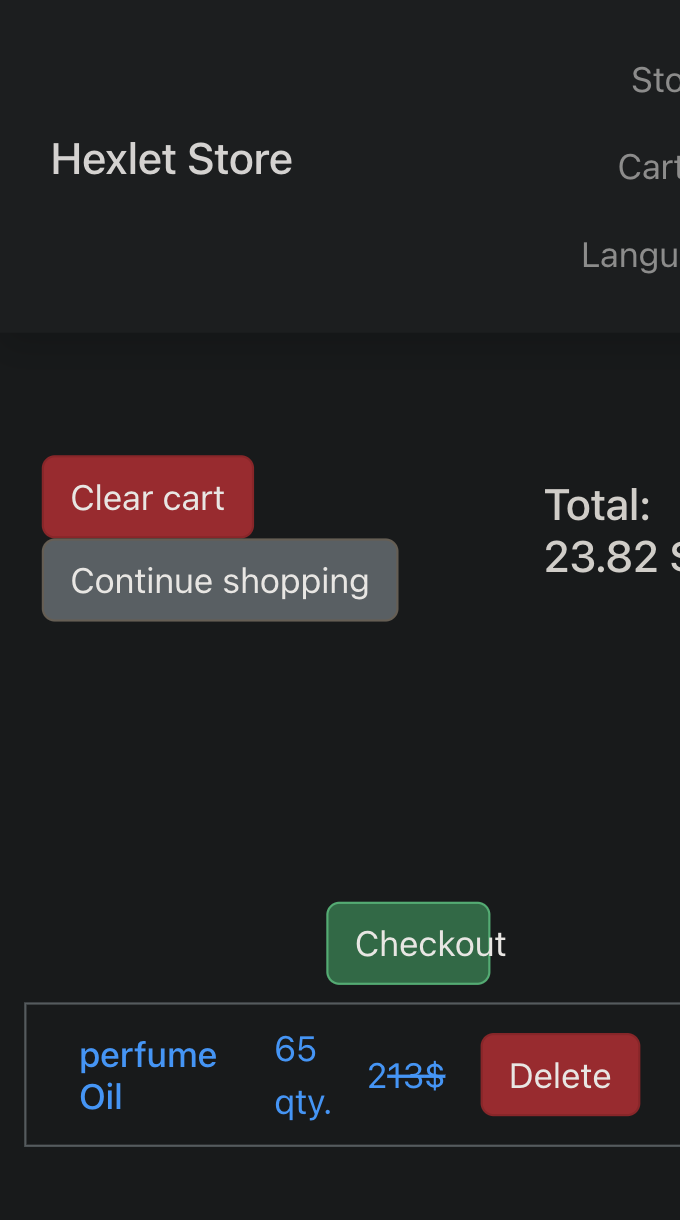 Hexlet Store
Sto
Cart
Langu
Clear cart
Continue shopping
Total:
23.82 $
Checkout
perfume
Oil
65
qty.
213$
Delete